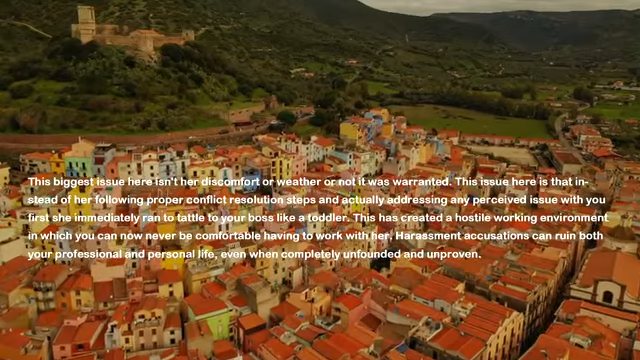 This biggest issue here isn't her discomfort or weather or not it was warranted. This issue here is that in-
stead of her following proper conflict resolution steps and actually addressing any perceived issue with you
first she immediately ran to tattle to your boss like a toddler. This has created a hostile working environment
in which you can now never be comfortable having to work with her. Harassment accusations can ruin both
your professional and personal life, even when completely unfounded and unproven.